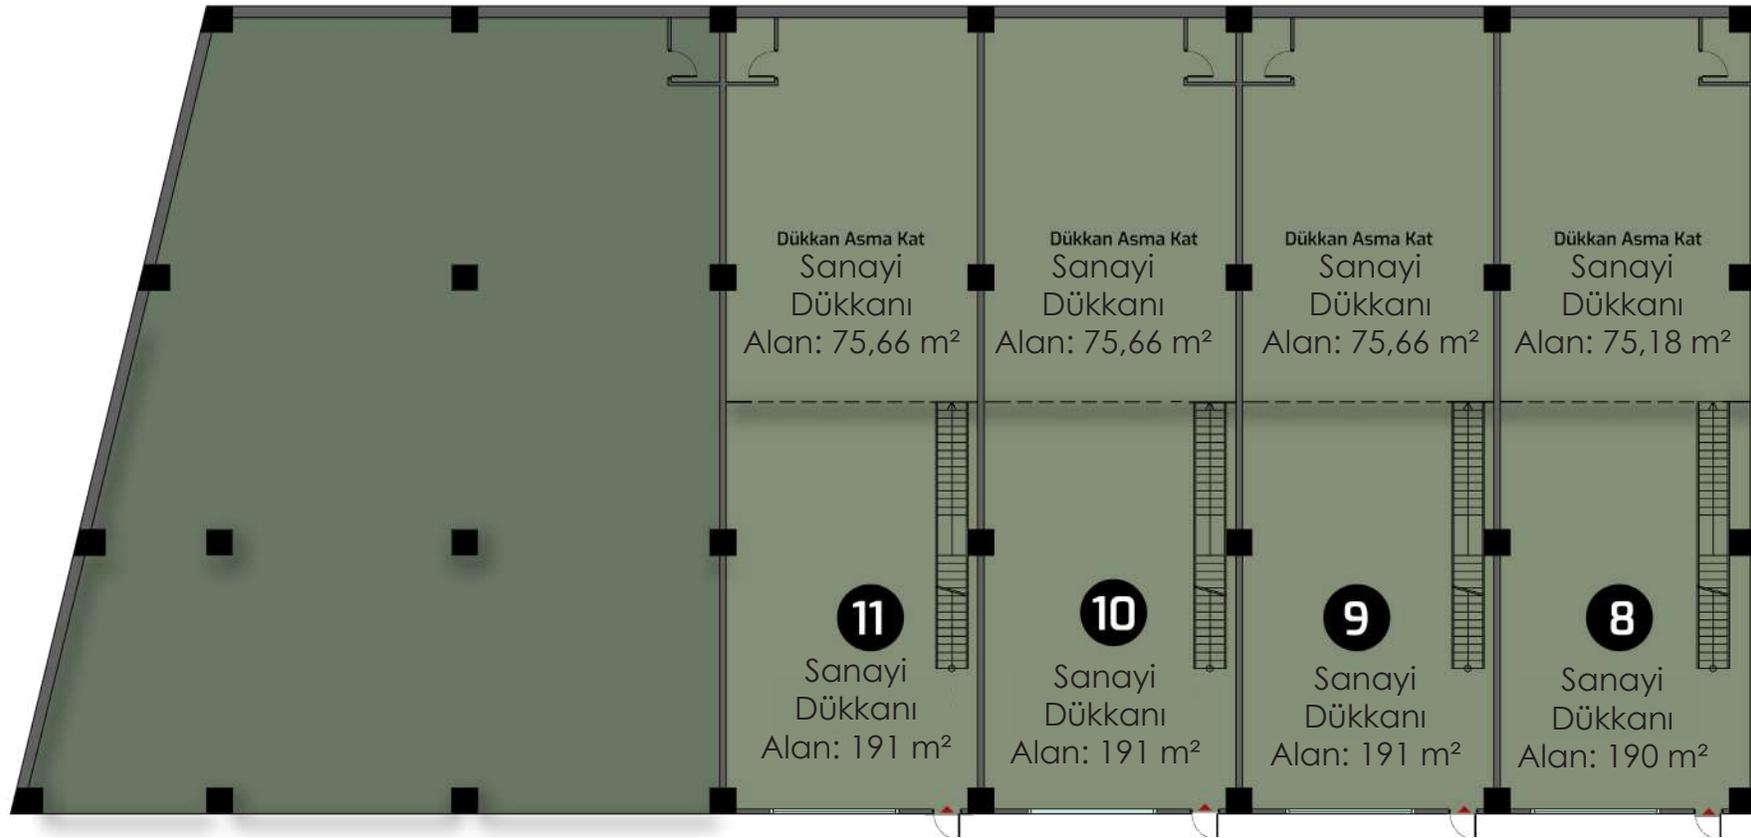 Dükkan Asma Kat
Sanayi
Dükkanı
Alan: 75,66 m²
Dükkan Asma Kat
Sanayi
Dükkanı
Alan: 75,66 m²
Dükkan Asma Kat
Sanayi
Dükkanı
Alan: 75,66 m²
Dükkan Asma Kat
Sanayi
Dükkanı
Alan: 75,18 m²
11
Sanayi
Dükkanı
Alan: 191 m²
10
Sanayi
Dükkanı
Alan: 191 m²
9
Sanayi
Dükkanı
Alan: 191 m²
8
Sanayi
Dükkanı
Alan: 190 m²